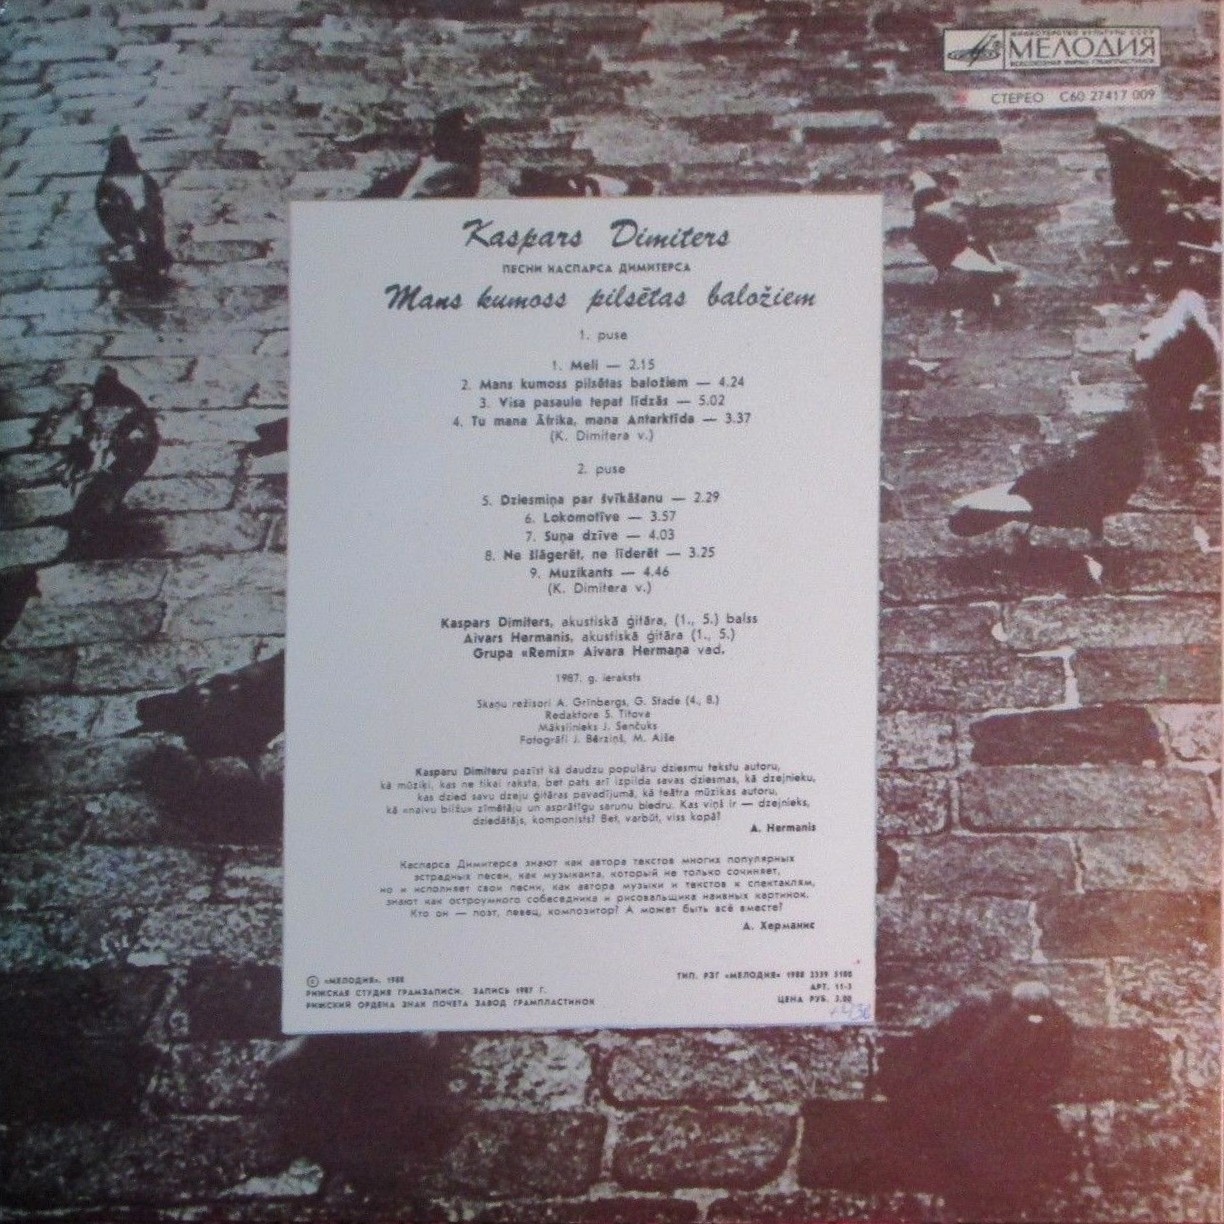 МИНИСТЕРСТВО КУЛЬТУРЫ СССР
МЕЛОДИЯ
ВСЕСОЮЗНАЯ ФИРМА ГРАМПЛАСТИНОК
СТЕРЕО С60 27417 009
Kaspars Dimiters
ПЕСНИ КАСПАРСА ДИМИТЕРСА
Mans kumoss pilsētas baložiem
1. puse
1. Meli — 2.15
2. Mans kumoss pilsētas baložiem — 4.24
3. Visa pasaule tepat līdzās — 5.02
4. Tu mana Āfrika, mana Antarktīda — 3.37
(K. Dimitera v.)
2. puse
5. Dziesmiņa par švīkāšanu — 2.29
6. Lokomotīve — 3.57
7. Suņa dzīve — 4.03
8. Ne šlāgerēt, ne līderēt — 3.25
9. Muzikants — 4.46
(K. Dimitera v.)
Kaspars Dimiters, akustiskā ģitāra, (1., 5.) balss
Aivars Hermanis, akustiskā ģitāra (1., 5.)
Grupa «Remix» Aivara Hermaņa vad.
1987. g. ieraksts
Skaņu režisori A. Grīnbergs, G. Stade (4., 8.)
Redaktore S. Titova
Mākslinieks J. Senčuks
Fotogrāfi J. Bērziņš, M. Aiše
Kasparu Dimiteru pazīst kā daudzu populāru dziesmu tekstu autoru,
kā mūziķi, kas ne tikai raksta, bet pats arī izpilda savas dziesmas, kā dzejnieku,
kas dzied savu dzeju ģitāras pavadījumā, kā teātra mūzikas autoru,
kā «naivu bilžu» zīmētāju un asprātīgu sarunu biedru. Kas viņš ir — dzejnieks,
dziedātājs, komponists? Bet, varbūt, viss kopā?
A. Hermanis
Каспарса Димитерса знают как автора текстов многих популярных
эстрадных песен, как музыканта, который не только сочиняет,
но и исполняет свои песни, как автора музыки и текстов к спектаклям,
знают как остроумного собеседника и рисовальщика наивных картинок.
Кто он — поэт, певец, композитор? А может быть всё вместе?
А. Херманис
© «МЕЛОДИЯ», 1988
РИЖСКАЯ СТУДИЯ ГРАМЗАПИСИ. ЗАПИСЬ 1987 Г.
РИЖСКИЙ ОРДЕНА ЗНАК ПОЧЕТА ЗАВОД ГРАМПЛАСТИНОК
ТИП. РЗГ «МЕЛОДИЯ» 1988 3339 5100
АРТ. 11-3
ЦЕНА РУБ. 3.00